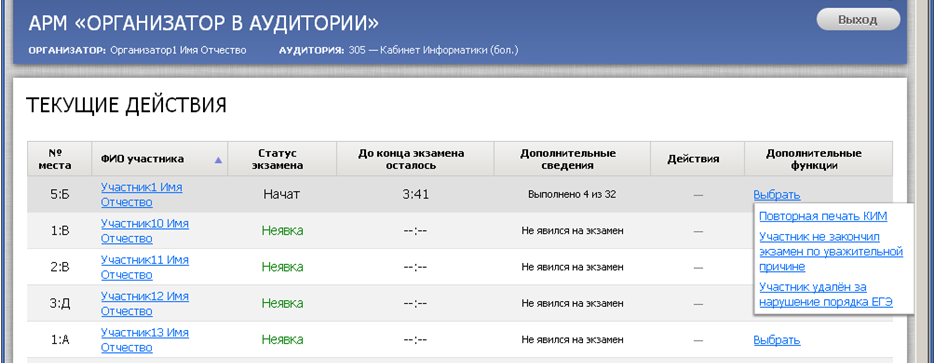 АРМ «ОРГАНИЗАТОР В АУДИТОРИИ»
Выход
ОРГАНИЗАТОР: Организатор1 Имя Отчество АУДИТОРИЯ: 305 — Кабинет Информатики (бол.)
ТЕКУЩИЕ ДЕЙСТВИЯ
№ места ФИО участника Статус экзамена До конца экзамена осталось Дополнительные сведения Действия Дополнительные функции
5:Б Участник1 Имя Отчество Начат 3:41 Выполнено 4 из 32 — Выбрать
Повторная печать КИМ
Участник не закончил
экзамен по уважительной
причине
Участник удалён за
нарушение порядка ЕГЭ
1:В Участник10 Имя Отчество Неявка --:-- Не явился на экзамен —
2:В Участник11 Имя Отчество Неявка --:-- Не явился на экзамен —
3:Д Участник12 Имя Отчество Неявка --:-- Не явился на экзамен —
1:А Участник13 Имя Отчество Неявка --:-- Не явился на экзамен — Выбрать